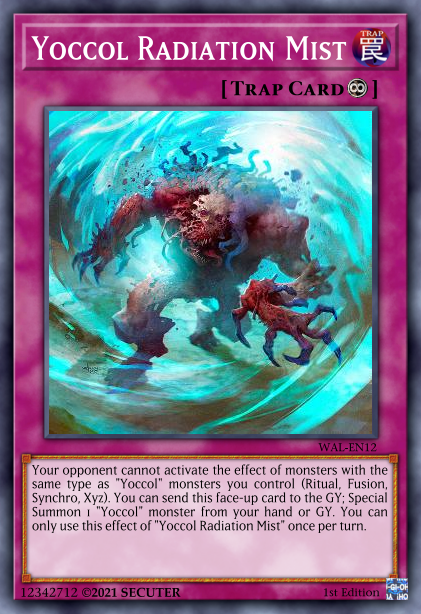 YOCCOL RADIATION MIST
TRAP
罠
[TRAP CARD ]
WAL-EN12
Your opponent cannot activate the effect of monsters with the
same type as "Yoccol" monsters you control (Ritual, Fusion,
Synchro, Xyz). You can send this face-up card to the GY; Special
Summon 1 "Yoccol" monster from your hand or GY. You can
only use this effect of "Yoccol Radiation Mist" once per turn.
12342712 ©2021 SECUTER
1st Edition